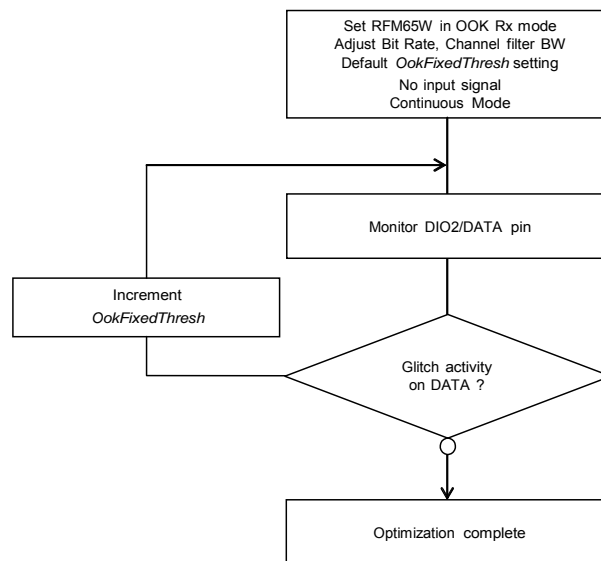 Set RFM65W in OOK Rx mode
Adjust Bit Rate, Channel filter BW
Default OokFixedThresh setting
No input signal
Continuous Mode
Monitor DIO2/DATA pin
Increment
OokFixedThresh
Glitch activity
on DATA ?
Optimization complete